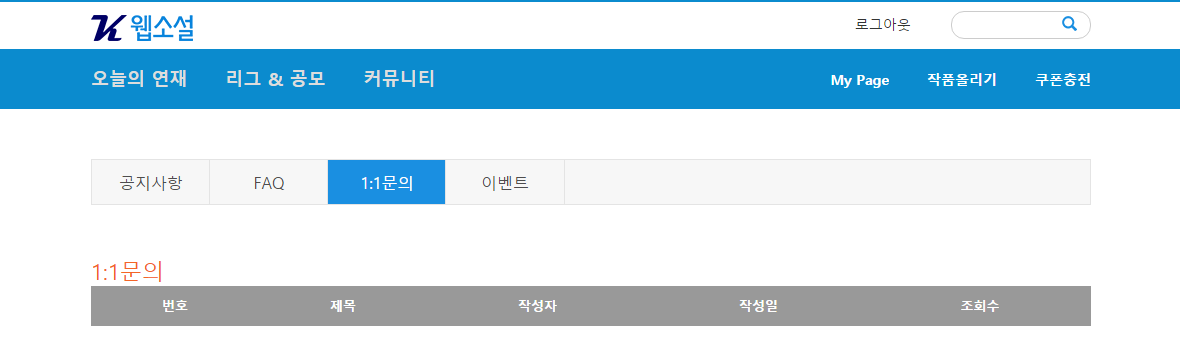 K 웹소설 로그아웃
오늘의 연재 리그 & 공모 커뮤니티 My Page 작품올리기 쿠폰충전
공지사항 FAQ 1:1문의 이벤트
1:1문의
번호 제목 작성자 작성일 조회수